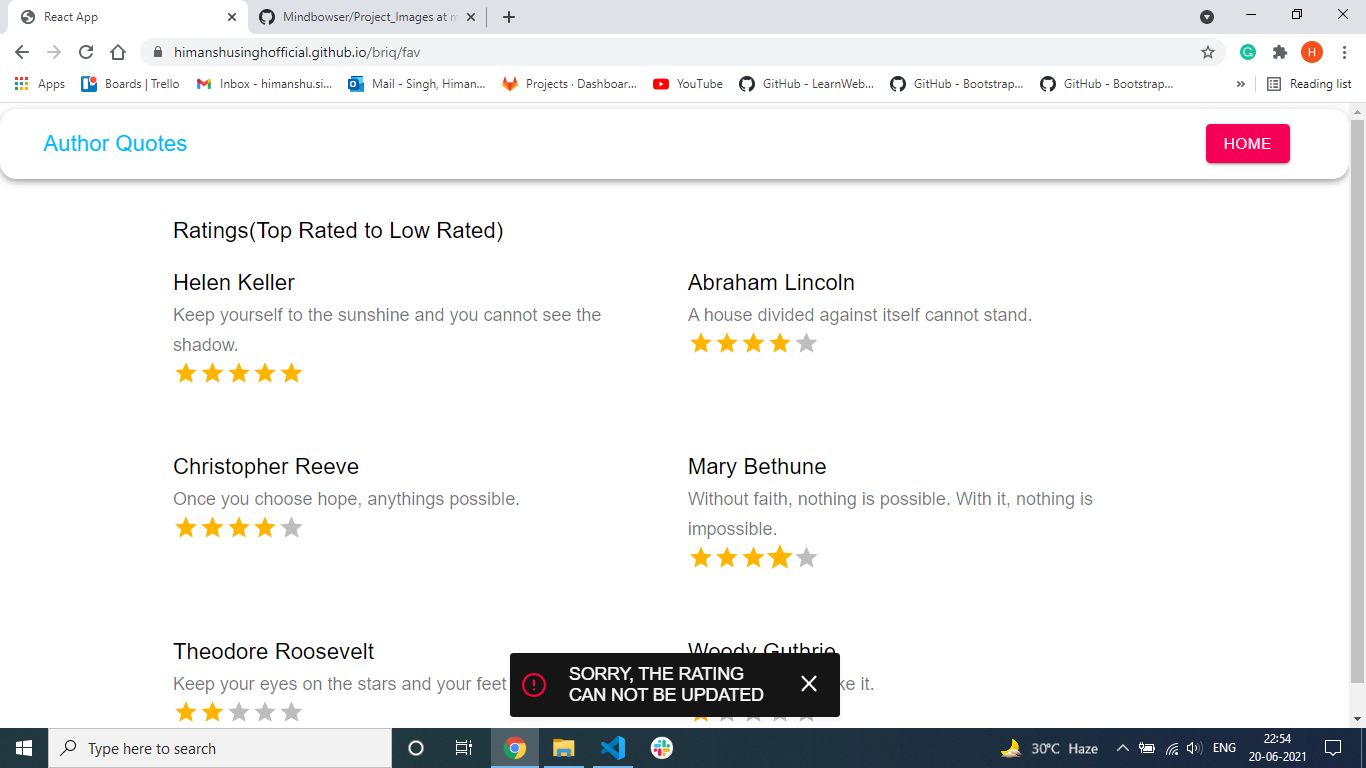 React App
Mindbowser/Project_Images at m
himanshusinghofficial.github.io/briq/fav
G
H
Apps
Boards | Trello
Inbox - himanshu.si...
Mail - Singh, Himan...
Projects · Dashboar...
YouTube
GitHub - LearnWeb...
GitHub - Bootstrap...
GitHub - Bootstrap...
»
Reading list
Author Quotes
HOME
Ratings(Top Rated to Low Rated)
Helen Keller
Keep yourself to the sunshine and you cannot see the
shadow.
Abraham Lincoln
A house divided against itself cannot stand.
Christopher Reeve
Once you choose hope, anythings possible.
Mary Bethune
Without faith, nothing is possible. With it, nothing is
impossible.
Theodore Roosevelt
Keep your eyes on the stars and your feet
Woody Guthrie
it.
SORRY, THE RATING
CAN NOT BE UPDATED
Type here to search
30°C Haze
ENG
22:54
20-06-2021